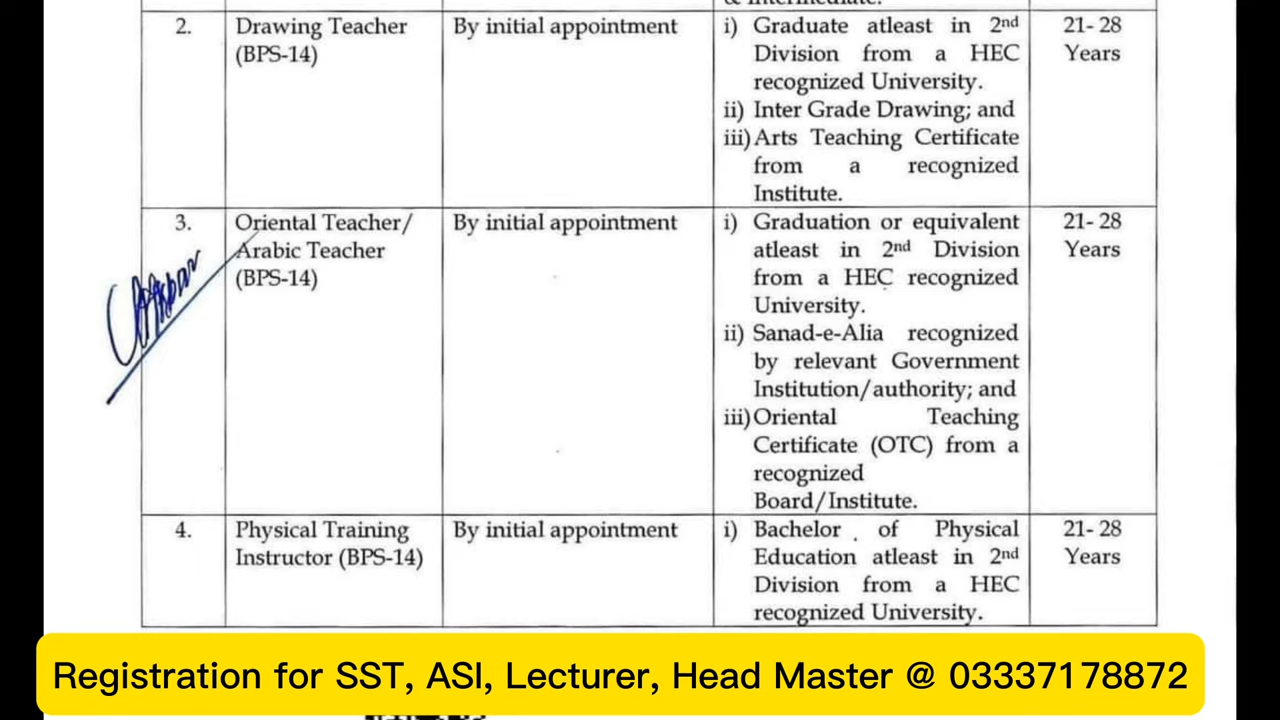 & Intermediate.
2. Drawing Teacher By initial appointment i) Graduate atleast in 2nd 21- 28
(BPS-14) Division from a HEC Years
recognized University.
ii) Inter Grade Drawing; and
iii) Arts Teaching Certificate
from a recognized
Institute.
3. Oriental Teacher/ By initial appointment i) Graduation or equivalent 21- 28
Arabic Teacher atleast in 2nd Division Years
(BPS-14) from a HEC recognized
University.
ii) Sanad-e-Alia recognized
by relevant Government
Institution/authority; and
iii) Oriental Teaching
Certificate (OTC) from a
recognized
Board/Institute.
4. Physical Training By initial appointment i) Bachelor of Physical 21- 28
Instructor (BPS-14) Education atleast in 2nd Years
Division from a HEC
recognized University.
Registration for SST, ASI, Lecturer, Head Master @ 03337178872